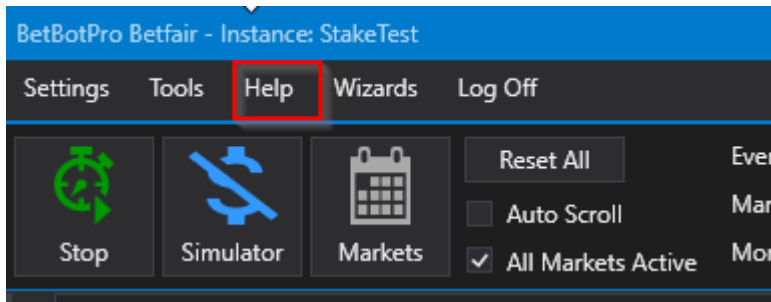 BetBotPro Betfair - Instance: StakeTest
Settings Tools Help Wizards Log Off
Reset All
Auto Scroll
All Markets Active
Stop Simulator Markets